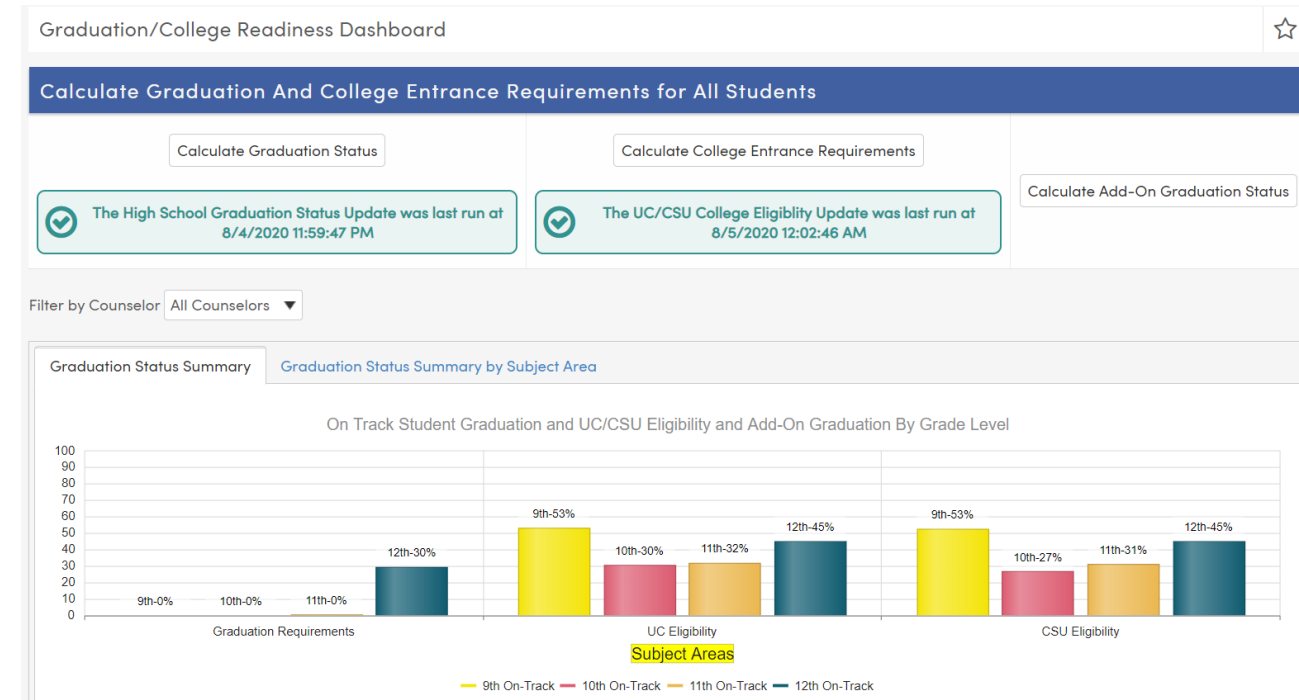 Graduation/College Readiness Dashboard
Calculate Graduation And College Entrance Requirements for All Students
Calculate Graduation Status
Calculate College Entrance Requirements
Calculate Add-On Graduation Status
The High School Graduation Status Update was last run at
8/4/2020 11:59:47 PM
The UC/CSU College Eligiblity Update was last run at
8/5/2020 12:02:46 AM
Filter by Counselor All Counselors
Graduation Status Summary
Graduation Status Summary by Subject Area
On Track Student Graduation and UC/CSU Eligibility and Add-On Graduation By Grade Level
100
90
80
70
60
50
40
30
20
10
0
9th-0%
10th-0%
11th-0%
12th-30%
9th-53%
10th-30%
11th-32%
12th-45%
9th-53%
10th-27%
11th-31%
12th-45%
Graduation Requirements
UC Eligibility
CSU Eligibility
Subject Areas
9th On-Track 10th On-Track 11th On-Track 12th On-Track